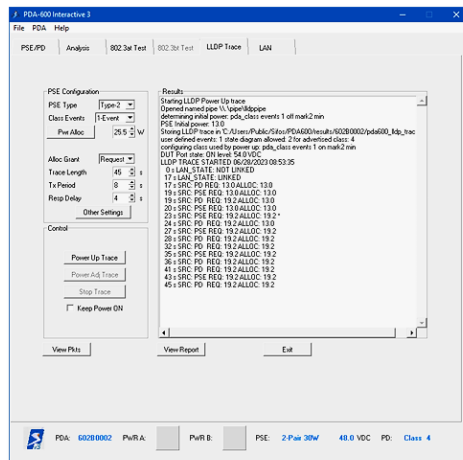 PDA-600 Interactive 3
File PDA Help
PSE/PD Analysis 802.3at Test 802.3bt Test LLDP Trace LAN
PSE Configuration
PSE Type Type-2
Class Events 1-Event
Pwr Alloc 25.5 W
Alloc Grant Request
Trace Length 45 s
Tx Period 8 s
Resp Delay 4 s
Other Settings
Control
Power Up Trace
Power Adj Trace
Stop Trace
Keep Power ON
View Pkts
Results
Starting LLDP Power Up trace
Opened named pipe \\.\pipe\lldppipe
determining initial power: pda_class events 1 off mark2 min
PSE Initial power: 13.0
Storing LLDP trace in 'C:/Users/Public/Sifos/PDA600/results/602B0002/pda600_lldp_trac
user defined events: 1 state diagram allowed: 2 for advertised class: 4
configuring class used by power up: pda_class events 1 on mark2 min
DUT Port state: ON level: 54.0 VDC
LLDP TRACE STARTED 06/28/2023 08:53:35
0 s LAN_STATE: NOT LINKED
17 s LAN_STATE: LINKED
17 s SRC: PD REQ: 13.0 ALLOC: 13.0
19 s SRC: PSE REQ: 13.0 ALLOC: 13.0
19 s SRC: PD REQ: 19.2 ALLOC: 13.0
20 s SRC: PSE REQ: 13.0 ALLOC: 13.0
23 s SRC: PSE REQ: 19.2 ALLOC: 19.2 *
24 s SRC: PD REQ: 19.2 ALLOC: 13.0
27 s SRC: PSE REQ: 19.2 ALLOC: 19.2
28 s SRC: PD REQ: 19.2 ALLOC: 19.2
32 s SRC: PD REQ: 19.2 ALLOC: 19.2
35 s SRC: PSE REQ: 19.2 ALLOC: 19.2
36 s SRC: PD REQ: 19.2 ALLOC: 19.2
41 s SRC: PD REQ: 19.2 ALLOC: 19.2
43 s SRC: PSE REQ: 19.2 ALLOC: 19.2
45 s SRC: PD REQ: 19.2 ALLOC: 19.2
View Report Exit
PDA: 602B0002 PWR A: PWR B: PSE: 2-Pair 30W 48.0 VDC PD: Class 4